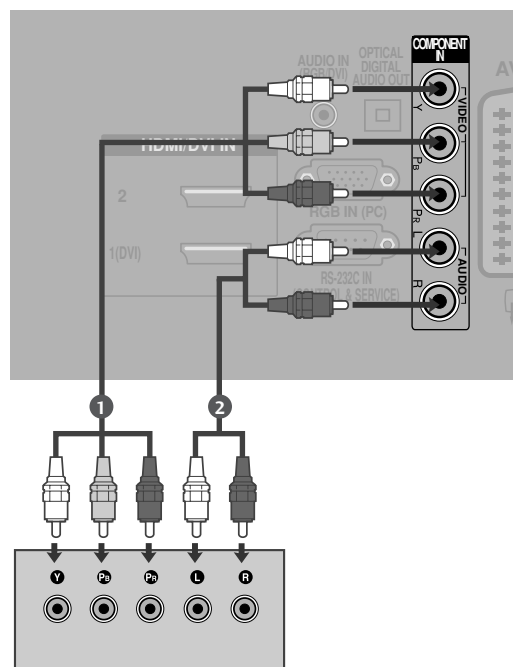 COMPONENT
IN
AUDIO IN
(RGB/DVI)
OPTICAL
DIGITAL
AUDIO OUT
AV
VIDEO
Y
PB
PR
HDMI/DVI IN
2
RGB IN (PC)
L
AUDIO
R
1(DVI)
RS-232C IN
(CONTROL & SERVICE)
1
2
Y
PB
PR
L
R